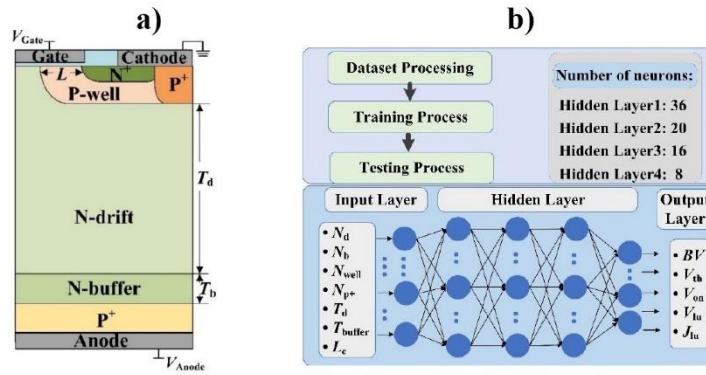 a)
V_Gate
Gate
Cathode
L
N+
P+
P-well
T_d
N-drift
N-buffer
T_b
P+
Anode
V_Anode
b)
Dataset Processing
Training Process
Testing Process
Number of neurons:
Hidden Layer1: 36
Hidden Layer2: 20
Hidden Layer3: 16
Hidden Layer4: 8
Input Layer
Hidden Layer
Output Layer
• N_d
• N_b
• N_well
• N_p+
• T_d
• T_buffer
• L_c
• BV
• V_th
• V_on
• V_lu
• J_lu